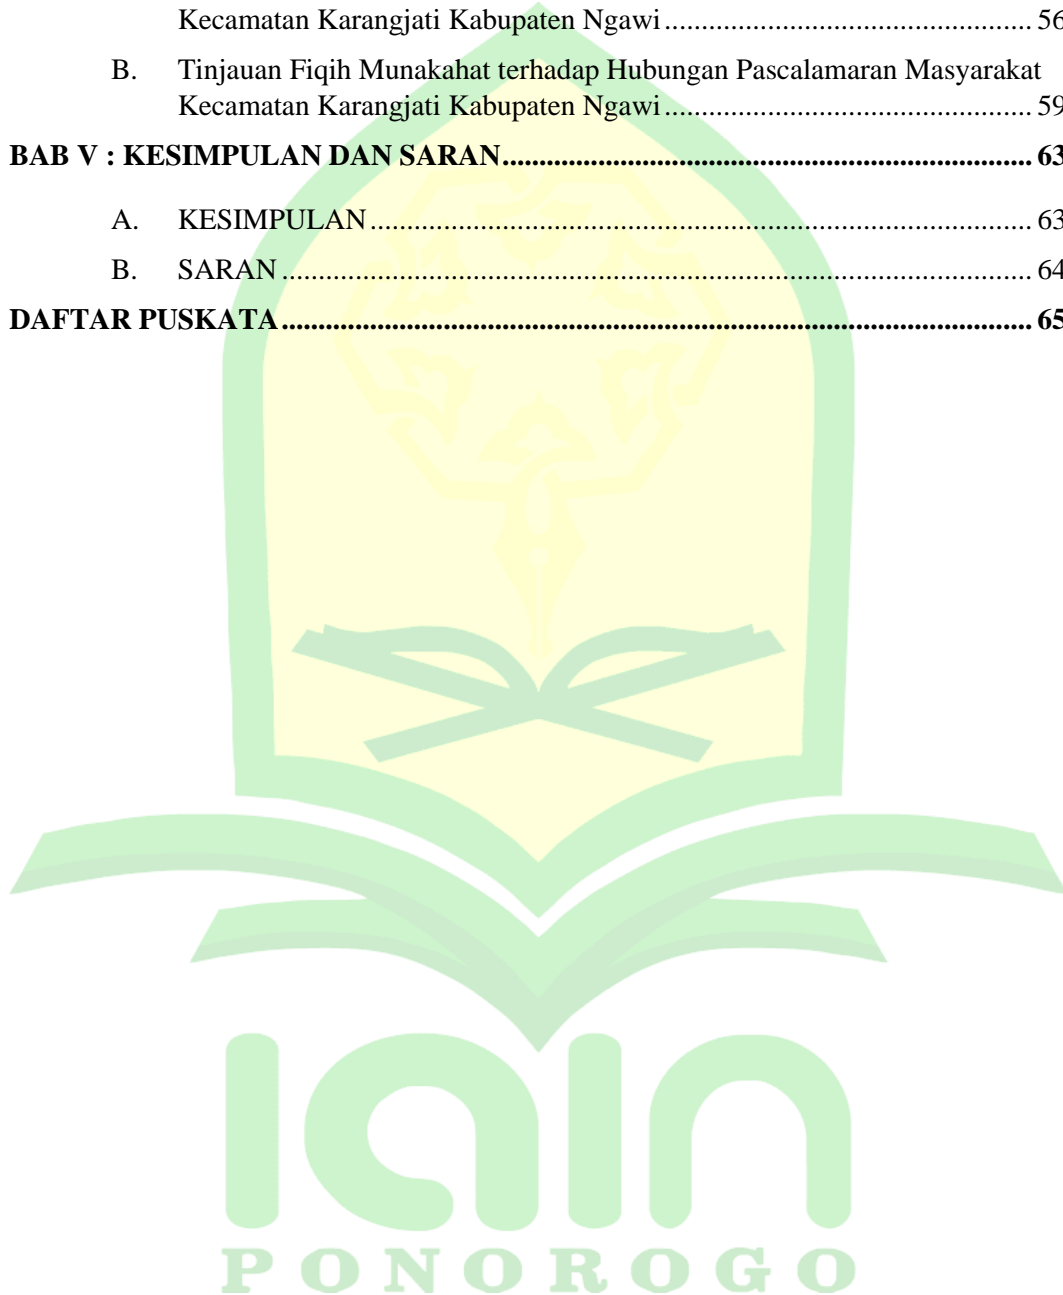 Kecamatan Karangjati Kabupaten Ngawi ................................................ 56
B. Tinjauan Fiqih Munakahat terhadap Hubungan Pascalamaran Masyarakat
Kecamatan Karangjati Kabupaten Ngawi ................................................ 59
BAB V : KESIMPULAN DAN SARAN ....................................................... 63
A. KESIMPULAN ....................................................................................... 63
B. SARAN .................................................................................................. 64
DAFTAR PUSKATA .................................................................................. 65
iain
PONOROGO